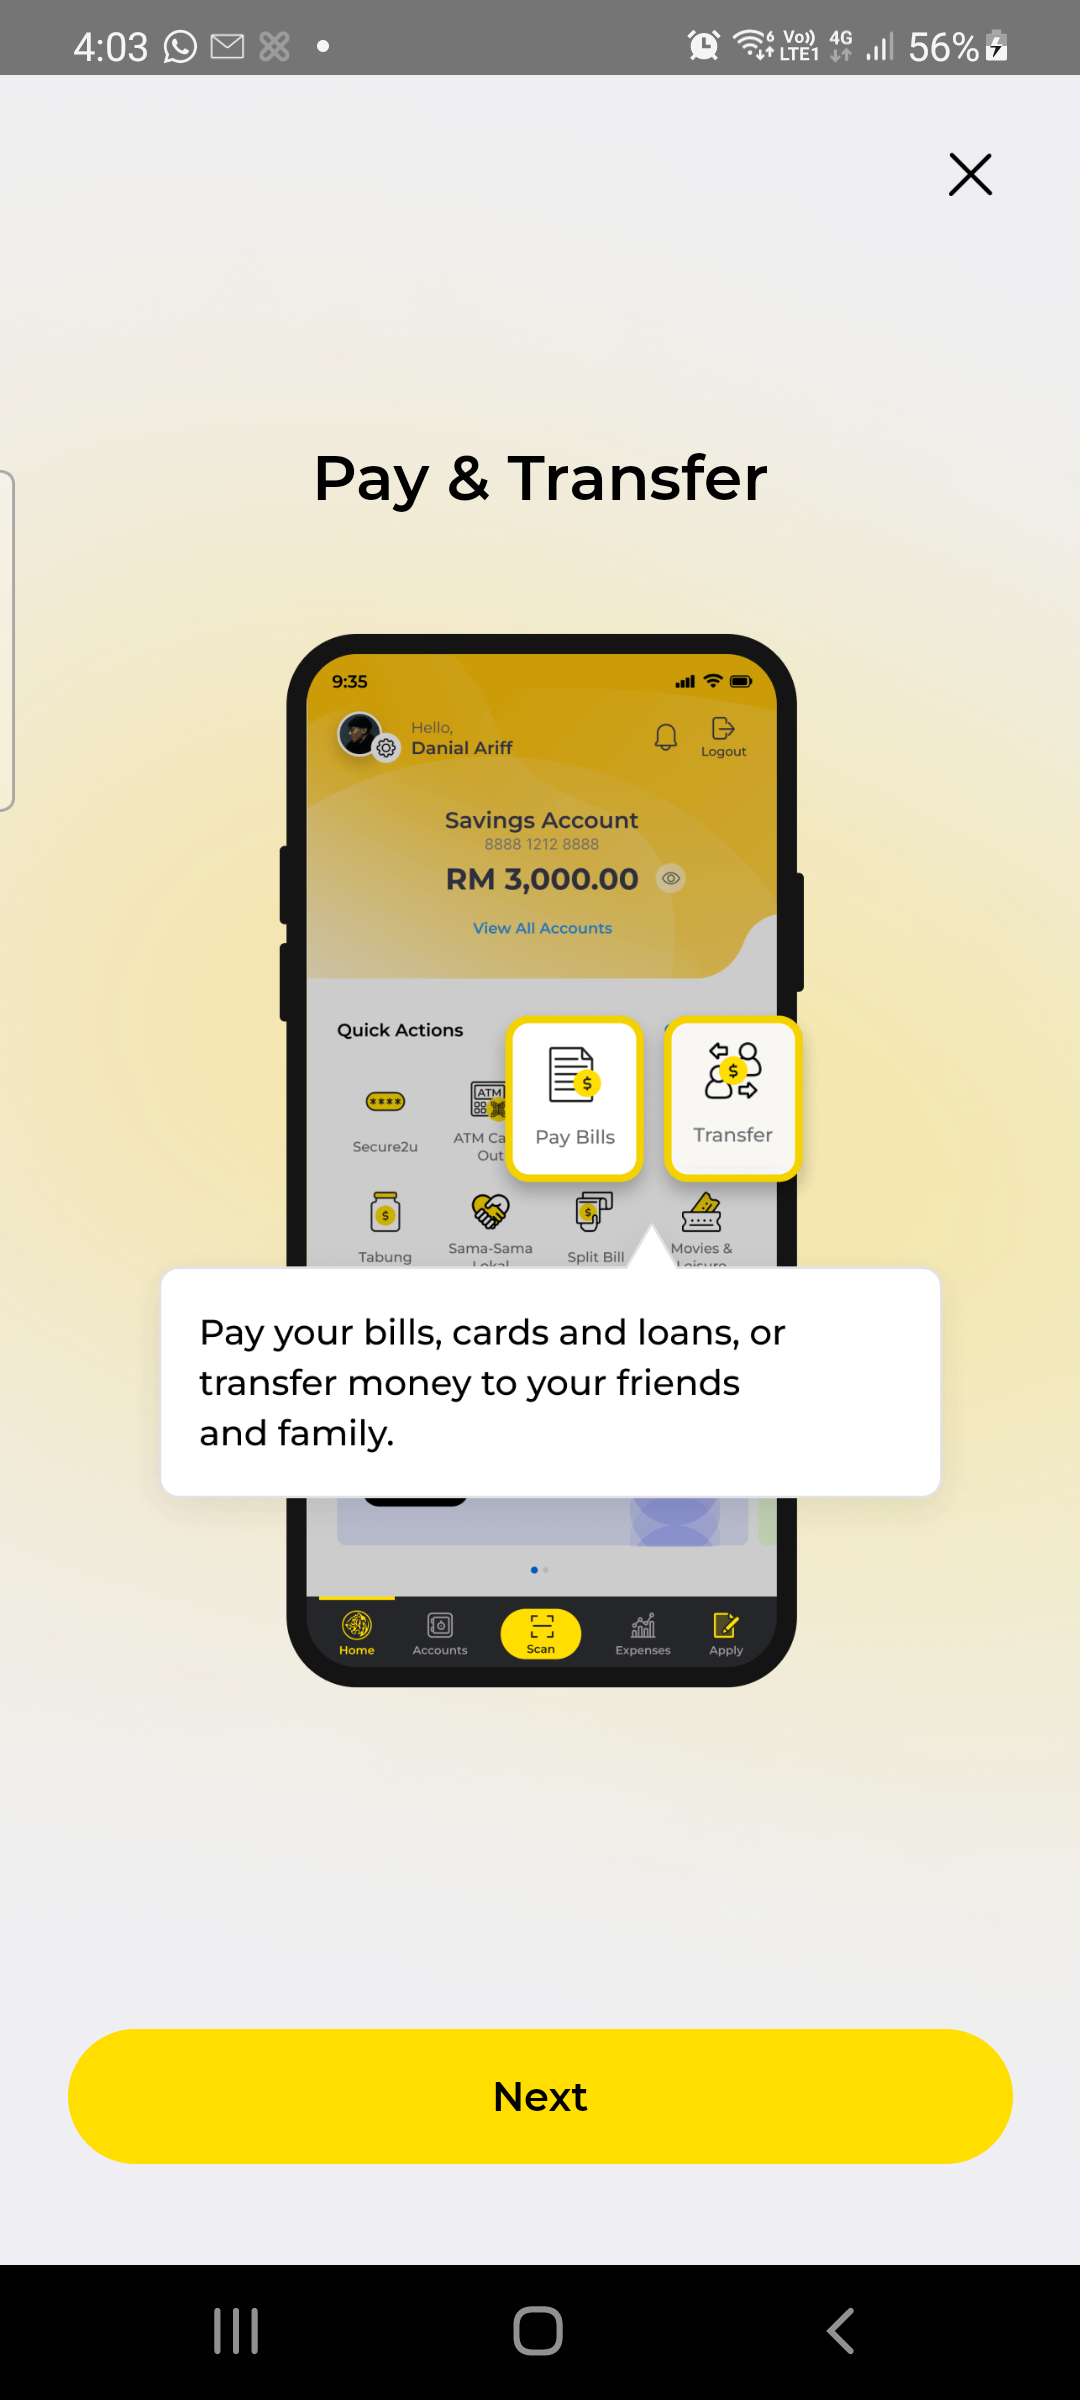 4:03
6 Vo)) 4G 56%
LTE1
Pay & Transfer
9:35
Hello,
Danial Ariff
Logout
Savings Account
8888 1212 8888
RM 3,000.00
View All Accounts
Quick Actions
ATM
Secure2u
ATM Ca
Out
Pay Bills
Transfer
Tabung
Sama-Sama
Lokal
Split Bill
Movies &
Leisure
Pay your bills, cards and loans, or
transfer money to your friends
and family.
Home
Accounts
Scan
Expenses
Apply
Next